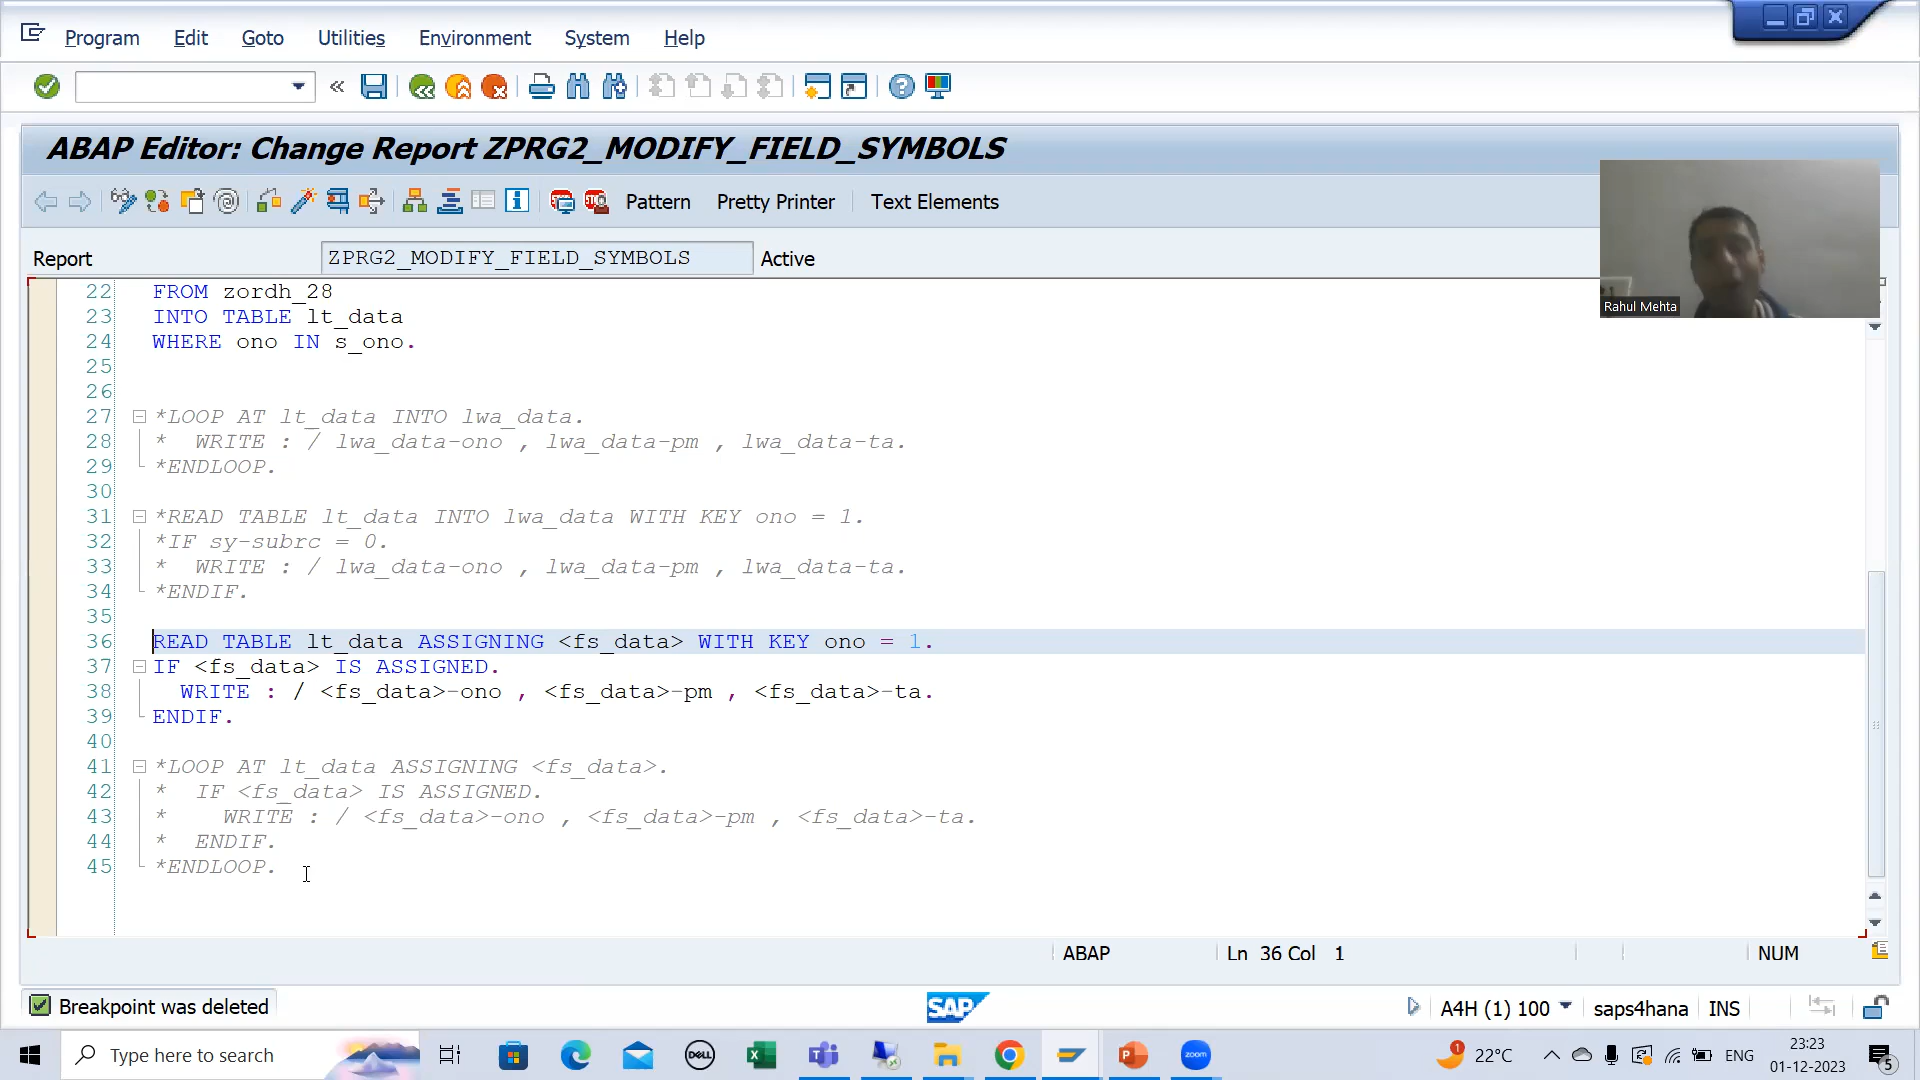 Program Edit Goto Utilities Environment System Help
ABAP Editor: Change Report ZPRG2_MODIFY_FIELD_SYMBOLS
Pattern Pretty Printer Text Elements
Report ZPRG2_MODIFY_FIELD_SYMBOLS Active
Rahul Mehta
22 FROM zordh_28
23 INTO TABLE lt_data
24 WHERE ono IN s_ono.
25
26
27 *LOOP AT lt_data INTO lwa_data.
28 *  WRITE : / lwa_data-ono , lwa_data-pm , lwa_data-ta.
29 *ENDLOOP.
30
31 *READ TABLE lt_data INTO lwa_data WITH KEY ono = 1.
32 *IF sy-subrc = 0.
33 *  WRITE : / lwa_data-ono , lwa_data-pm , lwa_data-ta.
34 *ENDIF.
35
36 READ TABLE lt_data ASSIGNING <fs_data> WITH KEY ono = 1.
37 IF <fs_data> IS ASSIGNED.
38   WRITE : / <fs_data>-ono , <fs_data>-pm , <fs_data>-ta.
39 ENDIF.
40
41 *LOOP AT lt_data ASSIGNING <fs_data>.
42 *  IF <fs_data> IS ASSIGNED.
43 *    WRITE : / <fs_data>-ono , <fs_data>-pm , <fs_data>-ta.
44 *  ENDIF.
45 *ENDLOOP.
ABAP Ln 36 Col 1 NUM
Breakpoint was deleted SAP A4H (1) 100 saps4hana INS
Type here to search DELL zoom 1 22°C ENG 23:23
01-12-2023 5